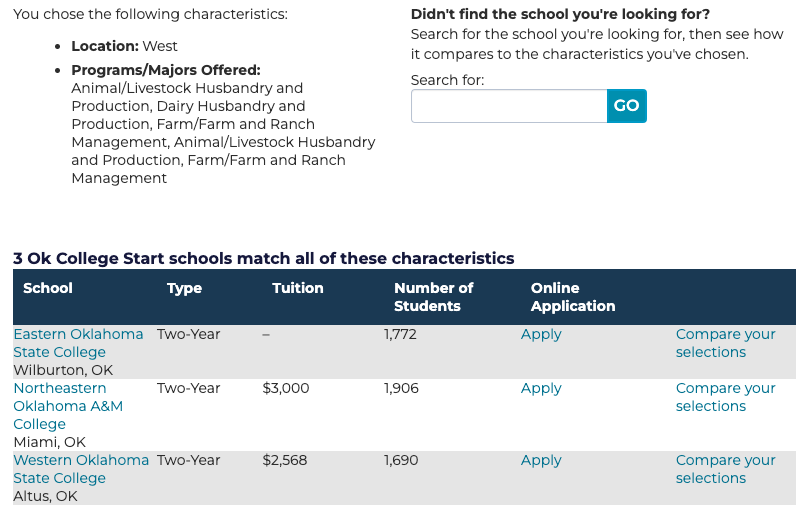 You chose the following characteristics:
• Location: West
• Programs/Majors Offered:
Animal/Livestock Husbandry and
Production, Dairy Husbandry and
Production, Farm/Farm and Ranch
Management, Animal/Livestock Husbandry
and Production, Farm/Farm and Ranch
Management
Didn't find the school you're looking for?
Search for the school you're looking for, then see how
it compares to the characteristics you've chosen.
Search for:
GO
3 Ok College Start schools match all of these characteristics
School Type Tuition Number of Students Online Application
Eastern Oklahoma State College Two-Year – 1,772 Apply Compare your selections
Wilburton, OK
Northeastern Oklahoma A&M College Two-Year $3,000 1,906 Apply Compare your selections
Miami, OK
Western Oklahoma State College Two-Year $2,568 1,690 Apply Compare your selections
Altus, OK